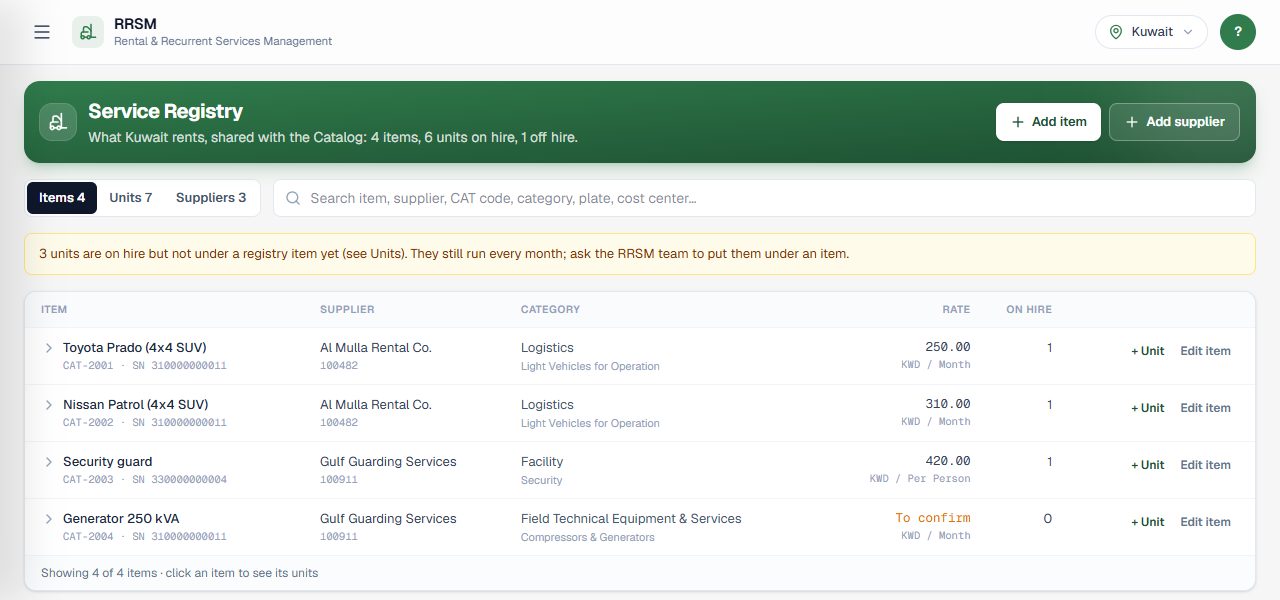 RRSM
Rental & Recurrent Services Management
Kuwait
?
Service Registry
What Kuwait rents, shared with the Catalog: 4 items, 6 units on hire, 1 off hire.
+ Add item
+ Add supplier
Items 4 Units 7 Suppliers 3
Search item, supplier, CAT code, category, plate, cost center...
3 units are on hire but not under a registry item yet (see Units). They still run every month; ask the RRSM team to put them under an item.
ITEM SUPPLIER CATEGORY RATE ON HIRE
Toyota Prado (4x4 SUV) Al Mulla Rental Co. Logistics 250.00 1 + Unit Edit item
CAT-2001 · SN 310000000011 100482 Light Vehicles for Operation KWD / Month
Nissan Patrol (4x4 SUV) Al Mulla Rental Co. Logistics 310.00 1 + Unit Edit item
CAT-2002 · SN 310000000011 100482 Light Vehicles for Operation KWD / Month
Security guard Gulf Guarding Services Facility 420.00 1 + Unit Edit item
CAT-2003 · SN 330000000004 100911 Security KWD / Per Person
Generator 250 kVA Gulf Guarding Services Field Technical Equipment & Services To confirm 0 + Unit Edit item
CAT-2004 · SN 310000000011 100911 Compressors & Generators KWD / Month
Showing 4 of 4 items · click an item to see its units